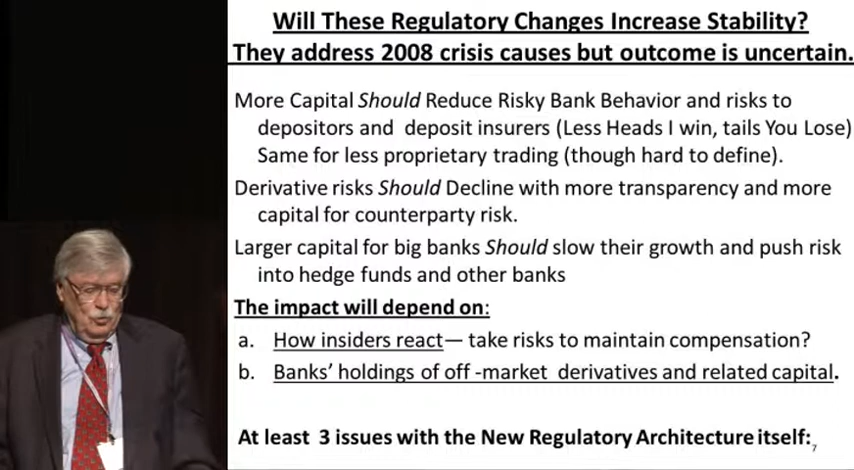 Will These Regulatory Changes Increase Stability?
They address 2008 crisis causes but outcome is uncertain.
More Capital Should Reduce Risky Bank Behavior and risks to
depositors and deposit insurers (Less Heads I win, tails You Lose)
Same for less proprietary trading (though hard to define).
Derivative risks Should Decline with more transparency and more
capital for counterparty risk.
Larger capital for big banks Should slow their growth and push risk
into hedge funds and other banks
The impact will depend on:
a. How insiders react— take risks to maintain compensation?
b. Banks’ holdings of off -market derivatives and related capital.
At least 3 issues with the New Regulatory Architecture itself:
7